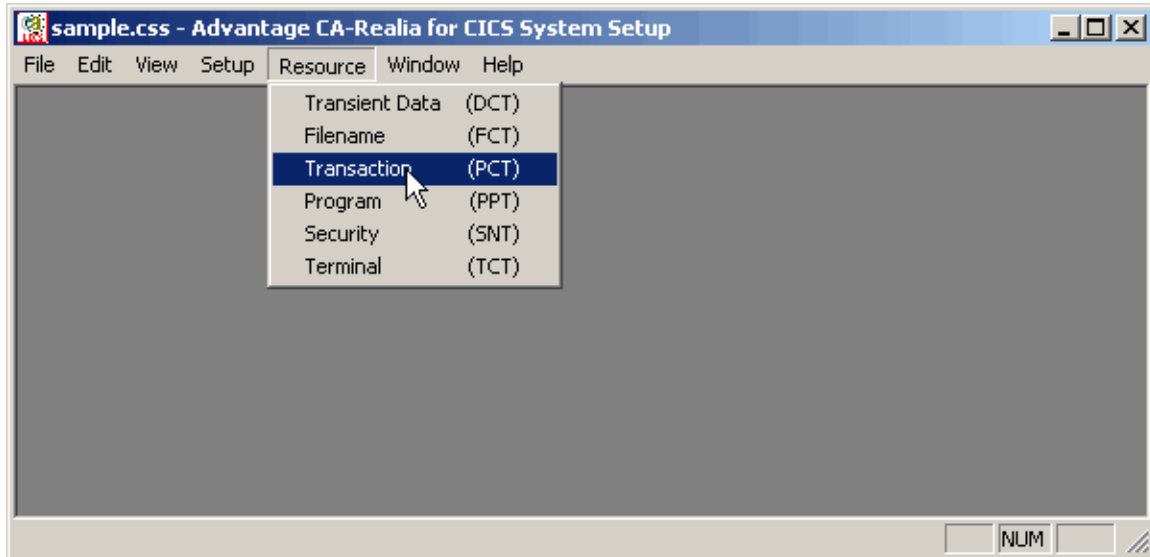 sample.css - Advantage CA-Realia for CICS System Setup
File Edit View Setup Resource Window Help
Transient Data (DCT)
Filename (FCT)
Transaction (PCT)
Program (PPT)
Security (SNT)
Terminal (TCT)
NUM